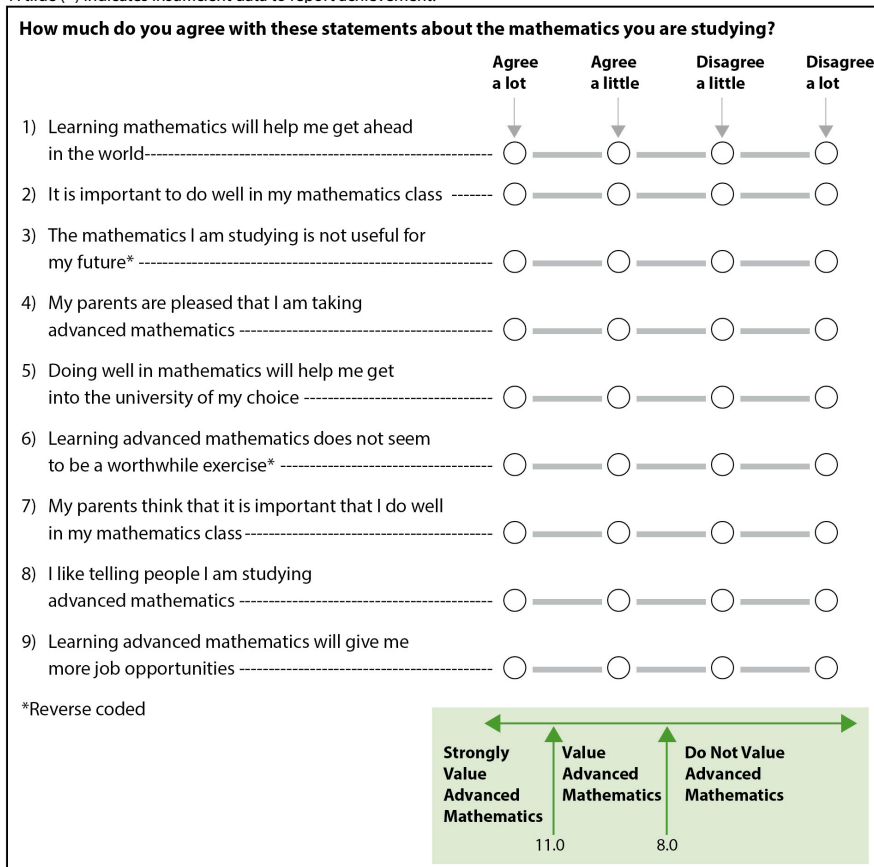 How much do you agree with these statements about the mathematics you are studying?
Agree a lot
Agree a little
Disagree a little
Disagree a lot
1) Learning mathematics will help me get ahead
in the world
2) It is important to do well in my mathematics class
3) The mathematics I am studying is not useful for
my future*
4) My parents are pleased that I am taking
advanced mathematics
5) Doing well in mathematics will help me get
into the university of my choice
6) Learning advanced mathematics does not seem
to be a worthwhile exercise*
7) My parents think that it is important that I do well
in my mathematics class
8) I like telling people I am studying
advanced mathematics
9) Learning advanced mathematics will give me
more job opportunities
*Reverse coded
Strongly
Value
Advanced
Mathematics
Value
Advanced
Mathematics
Do Not Value
Advanced
Mathematics
11.0
8.0